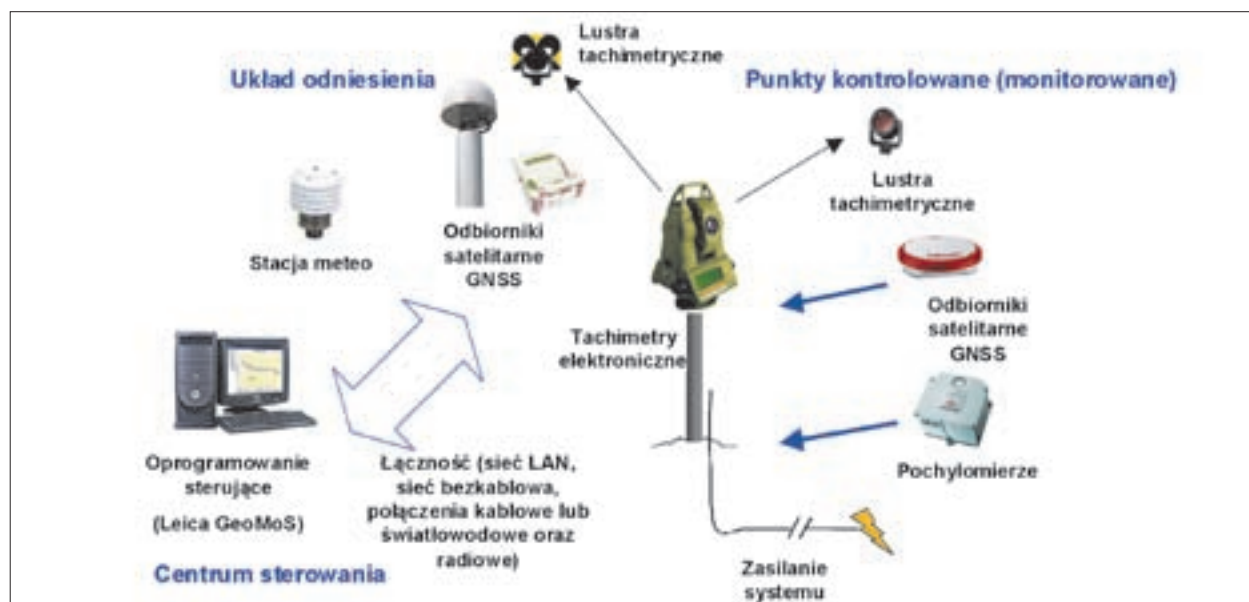 Lustra
tachimetryczne
Układ odniesienia
Punkty kontrolowane (monitorowane)
Lustra
tachimetryczne
Stacja meteo
Odbiorniki
satelitarne
GNSS
Odbiorniki
satelitarne
GNSS
Tachimetry
elektroniczne
Pochyłomierze
Oprogramowanie
sterujące
(Leica GeoMoS)
Łączność (sieć LAN,
sieć bezkablowa,
połączenia kablowe lub
światłowodowe oraz
radiowe)
Centrum sterowania
Zasilanie
systemu